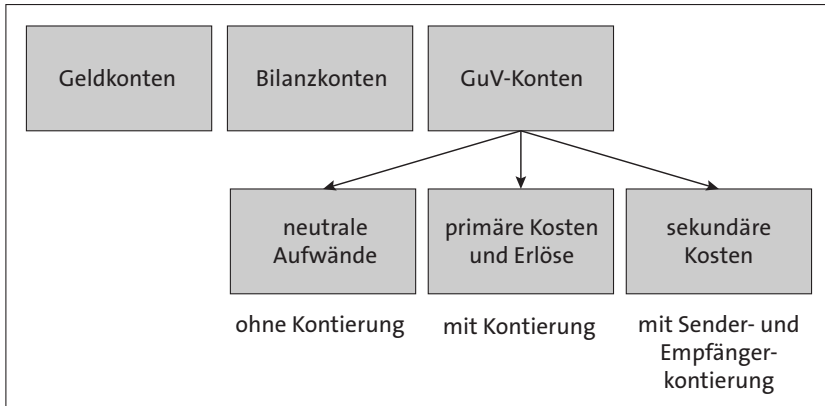 Geldkonten
Bilanzkonten
GuV-Konten
neutrale
Aufwände
primäre Kosten
und Erlöse
sekundäre
Kosten
ohne Kontierung
mit Kontierung
mit Sender- und
Empfänger-
kontierung